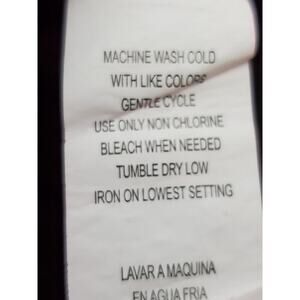 MACHINE WASH COLD
WITH LIKE COLORS
GENTLE CYCLE
USE ONLY NON CHLORINE
BLEACH WHEN NEEDED
TUMBLE DRY LOW
IRON ON LOWEST SETTING
LAVAR A MAQUINA
EN AGUA FRIA